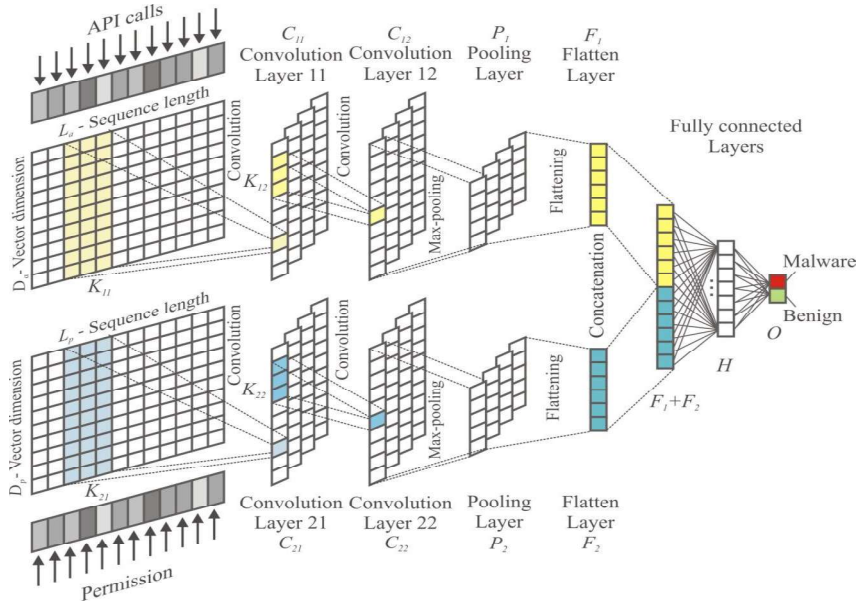 API calls
C11
Convolution
Layer 11
C12
Convolution
Layer 12
P1
Pooling
Layer
F1
Flatten
Layer
La - Sequence length
Da - Vector dimension
K11
Convolution
K12
Convolution
Max-pooling
Flattening
Fully connected
Layers
Concatenation
Malware
Benign
H
O
F1+F2
Lp - Sequence length
Dp - Vector dimension
K21
Convolution
K22
Convolution
Max-pooling
Flattening
Convolution
Layer 21
C21
Convolution
Layer 22
C22
Pooling
Layer
P2
Flatten
Layer
F2
Permission